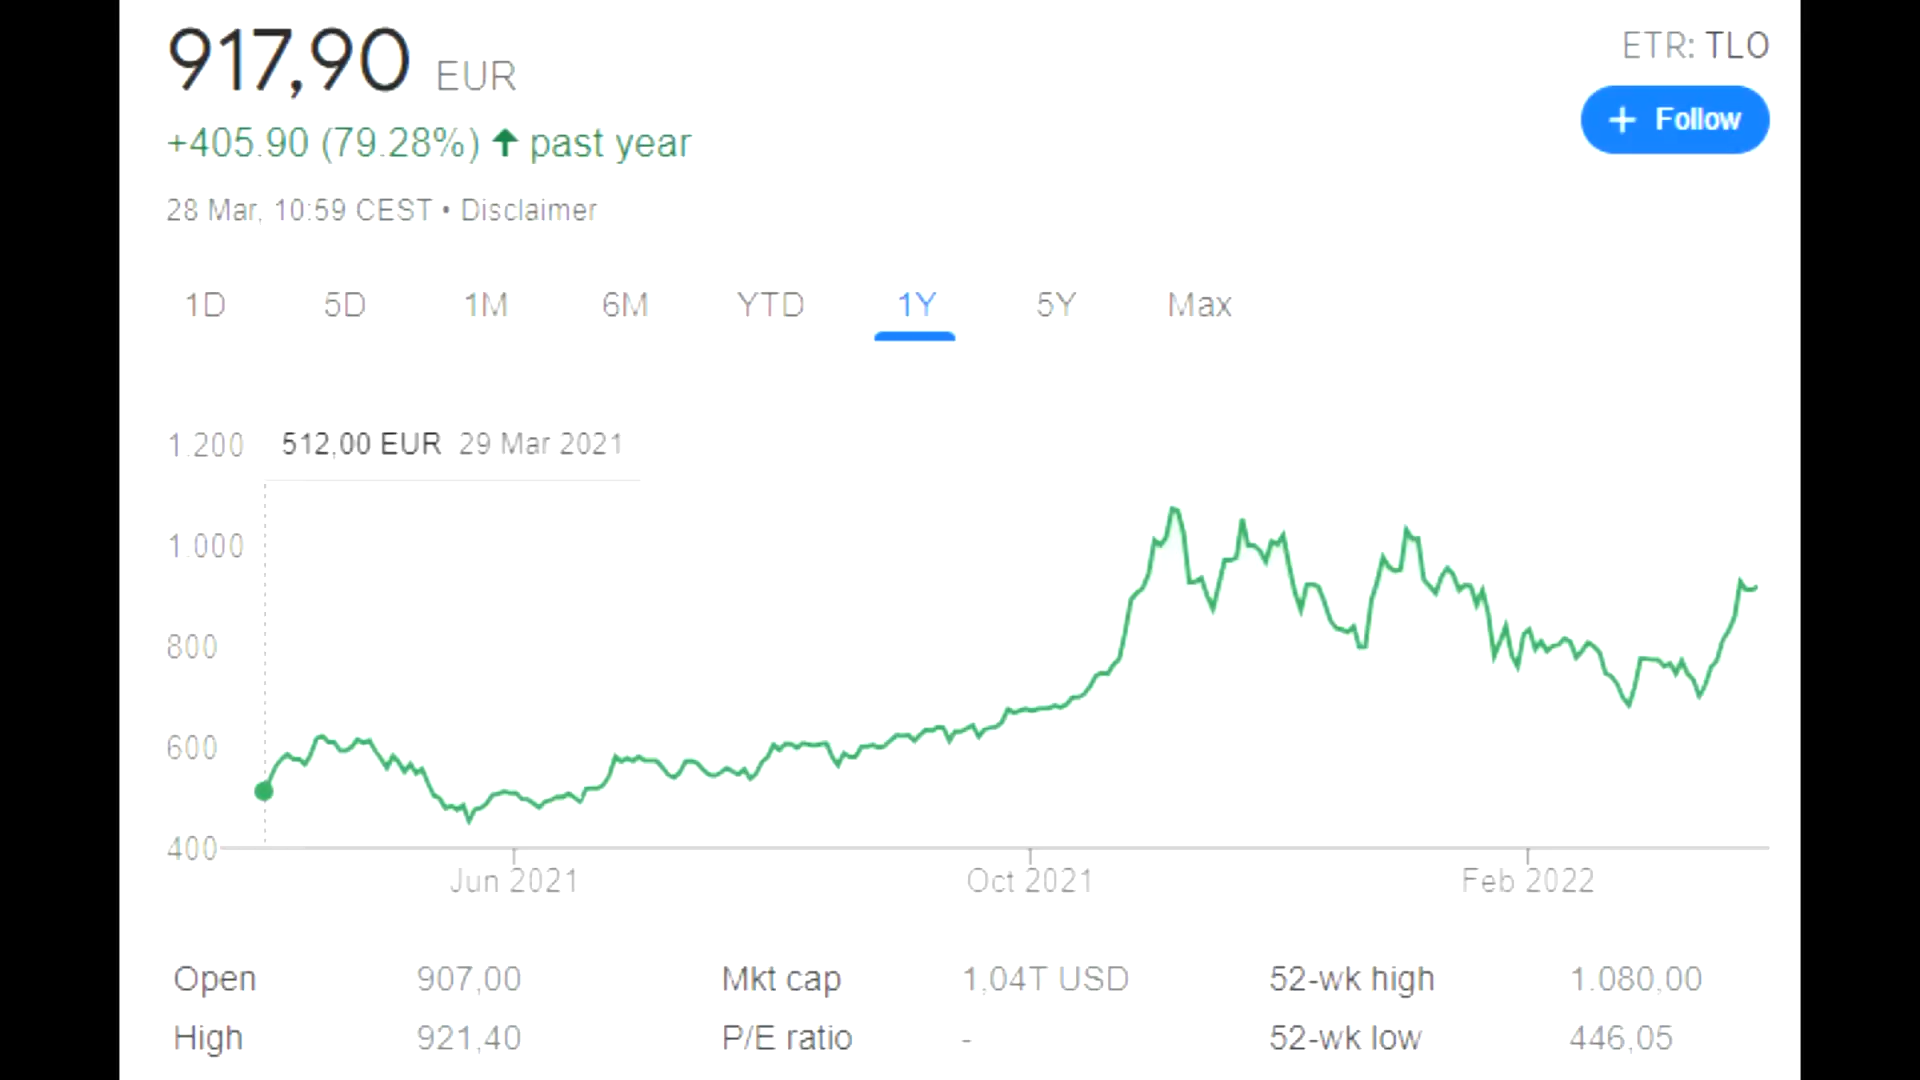 917,90 EUR
ETR: TLO
+ Follow
+405.90 (79.28%) ↑ past year
28 Mar, 10:59 CEST • Disclaimer
1D 5D 1M 6M YTD 1Y 5Y Max
1.200
512,00 EUR 29 Mar 2021
1.000
800
600
400
Jun 2021 Oct 2021 Feb 2022
Open 907,00 Mkt cap 1,04T USD 52-wk high 1.080,00
High 921,40 P/E ratio - 52-wk low 446,05